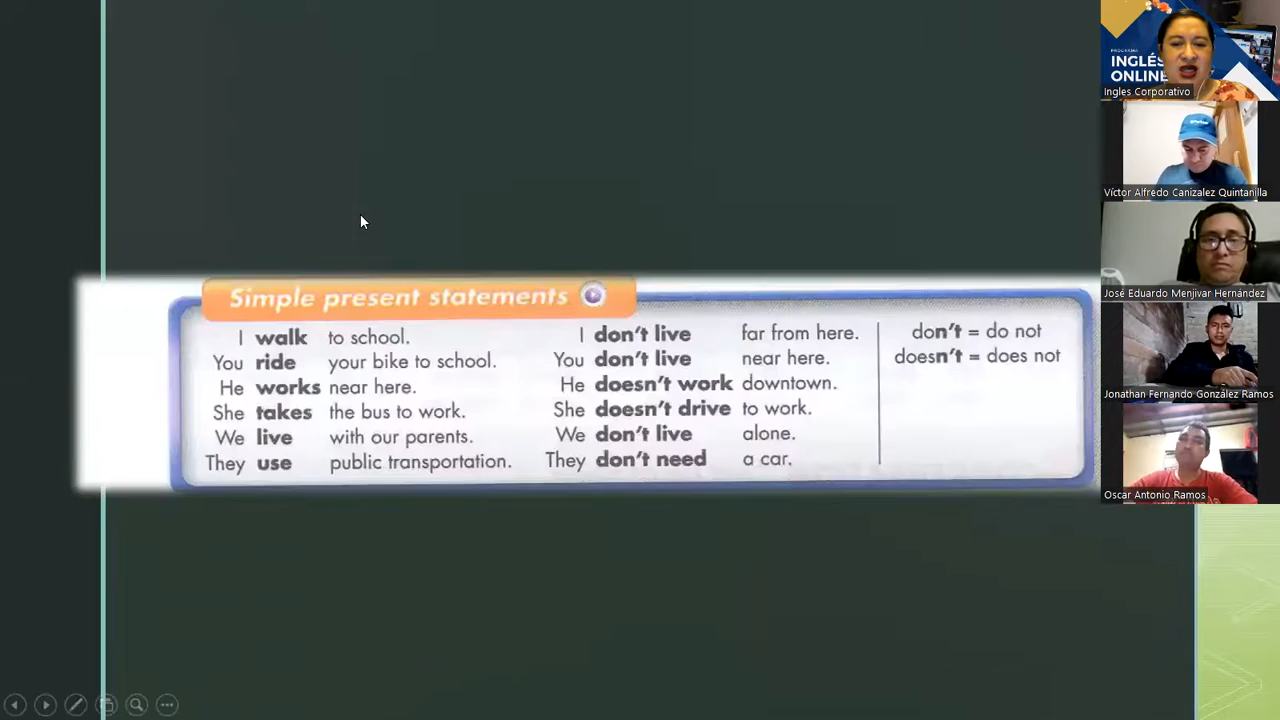 Simple present statements
I walk to school.
You ride your bike to school.
He works near here.
She takes the bus to work.
We live with our parents.
They use public transportation.
I don't live far from here.
You don't live near here.
He doesn't work downtown.
She doesn't drive to work.
We don't live alone.
They don't need a car.
don't = do not
doesn't = does not
PROGRAMA
INGLÉS
ONLINE
Ingles Corporativo
Víctor Alfredo Canizalez Quintanilla
José Eduardo Menjivar Hernández
Jonathan Fernando González Ramos
Oscar Antonio Ramos